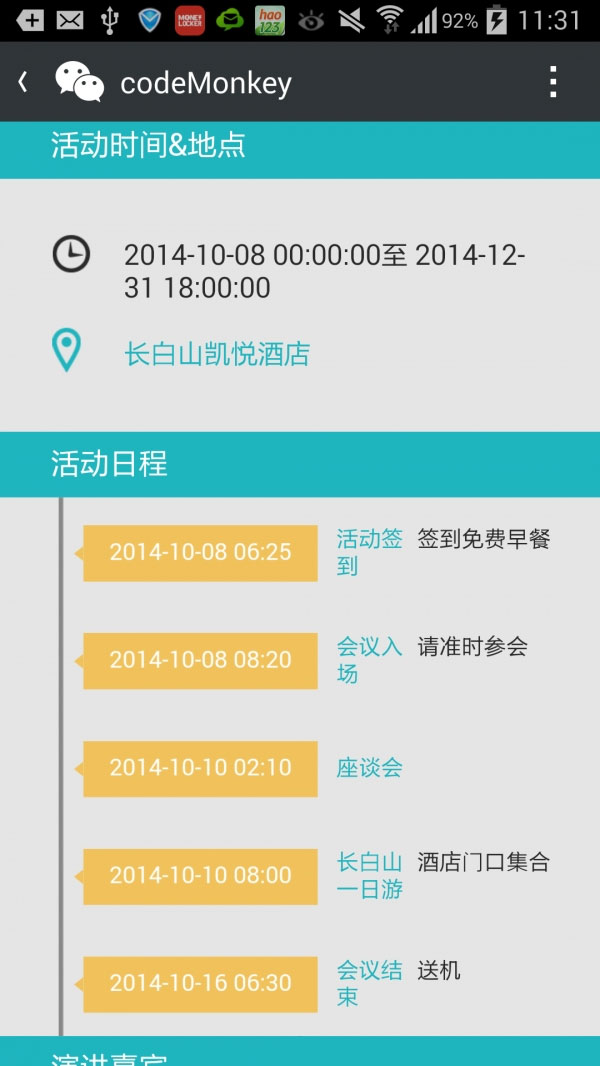 MONEY LOCKER
hao
123
92%
11:31
codeMonkey
活动时间&地点
2014-10-08 00:00:00至 2014-12-
31 18:00:00
长白山凯悦酒店
活动日程
2014-10-08 06:25
活动签
到
签到免费早餐
2014-10-08 08:20
会议入
场
请准时参会
2014-10-10 02:10
座谈会
2014-10-10 08:00
长白山
一日游
酒店门口集合
2014-10-16 06:30
会议结
束
送机
演讲嘉宾